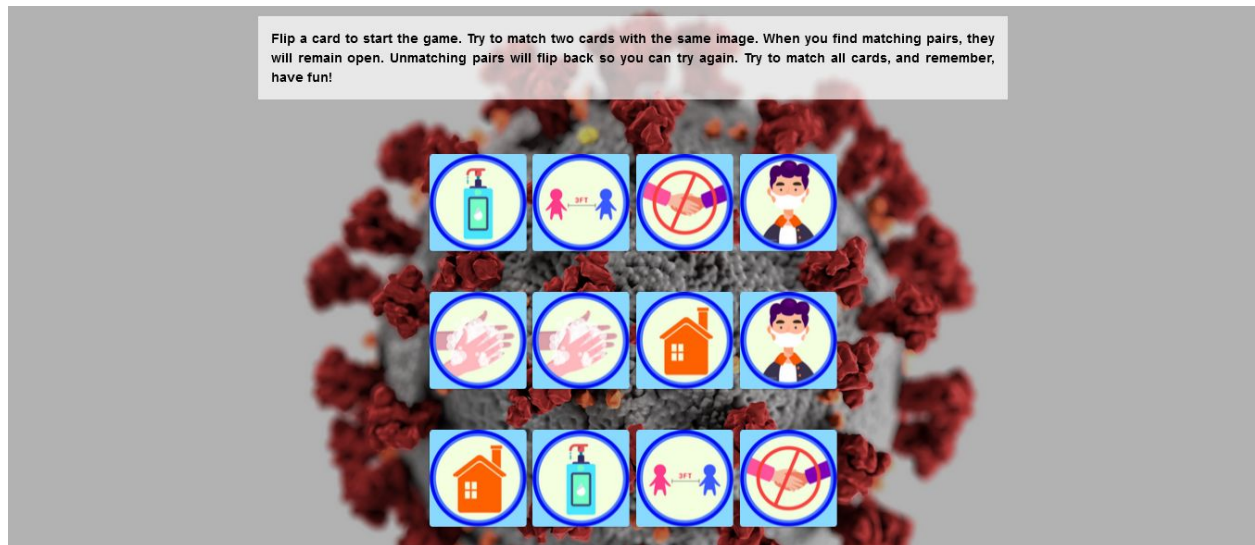 Flip a card to start the game. Try to match two cards with the same image. When you find matching pairs, they
will remain open. Unmatching pairs will flip back so you can try again. Try to match all cards, and remember,
have fun!
3FT
3FT